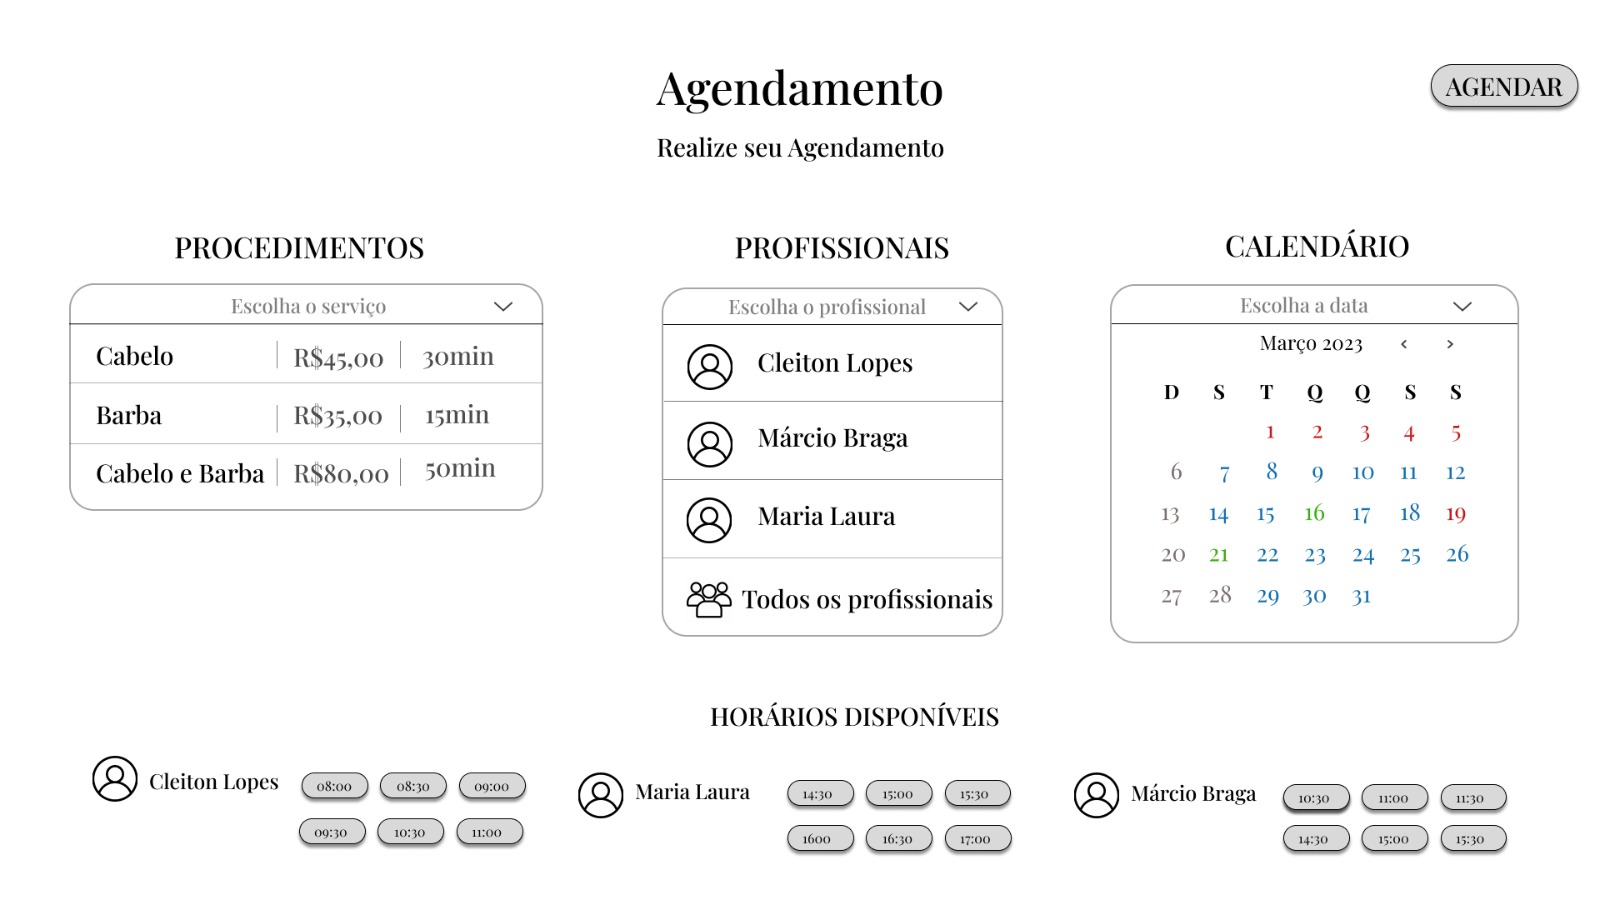 Agendamento
AGENDAR
Realize seu Agendamento
PROCEDIMENTOS
Escolha o serviço
Cabelo R$45,00 30min
Barba R$35,00 15min
Cabelo e Barba R$80,00 50min
PROFISSIONAIS
Escolha o profissional
Cleiton Lopes
Márcio Braga
Maria Laura
Todos os profissionais
CALENDÁRIO
Escolha a data
Março 2023 < >
D S T Q Q S S
1 2 3 4 5
6 7 8 9 10 11 12
13 14 15 16 17 18 19
20 21 22 23 24 25 26
27 28 29 30 31
HORÁRIOS DISPONÍVEIS
Cleiton Lopes
08:00 08:30 09:00
09:30 10:30 11:00
Maria Laura
14:30 15:00 15:30
1600 16:30 17:00
Márcio Braga
10:30 11:00 11:30
14:30 15:00 15:30